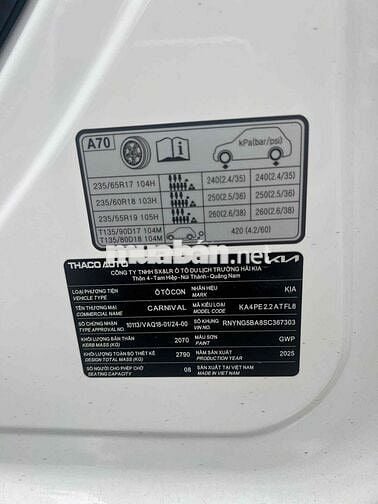 A70
i
kPa(bar/psi)
235/65R17 104H 240(2.4/35) 240(2.4/35)
235/60R18 103H 250(2.5/36) 250(2.5/36)
235/55R19 105H 260(2.6/38) 260(2.6/38)
T135/90D17 104M 420 (4.2/60)
T135/80D18 104M
muaban.net
THACO AUTO
CÔNG TY TNHH SX&LR Ô TÔ DU LỊCH TRƯỜNG HẢI KIA
Thôn 4 - Tam Hiệp - Núi Thành - Quảng Nam
KIA
LOẠI PHƯƠNG TIỆN Ô TÔ CON NHÃN HIỆU KIA
VEHICLE TYPE MARK
TÊN THƯƠNG MẠI CARNIVAL MÃ KIỂU LOẠI KA4PE2.2ATFL8
COMMERCIAL NAME MODEL CODE
SỐ CHỨNG NHẬN 10113/VAQ18-01/24-00 SỐ KHUNG RNYNG5BA8SC367303
TYPE APPROVAL NO. VIN NUMBER
KHỐI LƯỢNG BẢN THÂN 2070 MÀU SƠN GWP
KERB MASS (KG) PAINT
KHỐI LƯỢNG TOÀN BỘ THIẾT KẾ 2790 NĂM SẢN XUẤT 2025
DESIGN TOTAL MASS (KG) PRODUCTION YEAR
SỐ NGƯỜI CHO PHÉP CHỞ 08 SẢN XUẤT TẠI VIỆT NAM
SEATING CAPACITY MADE IN VIETNAM